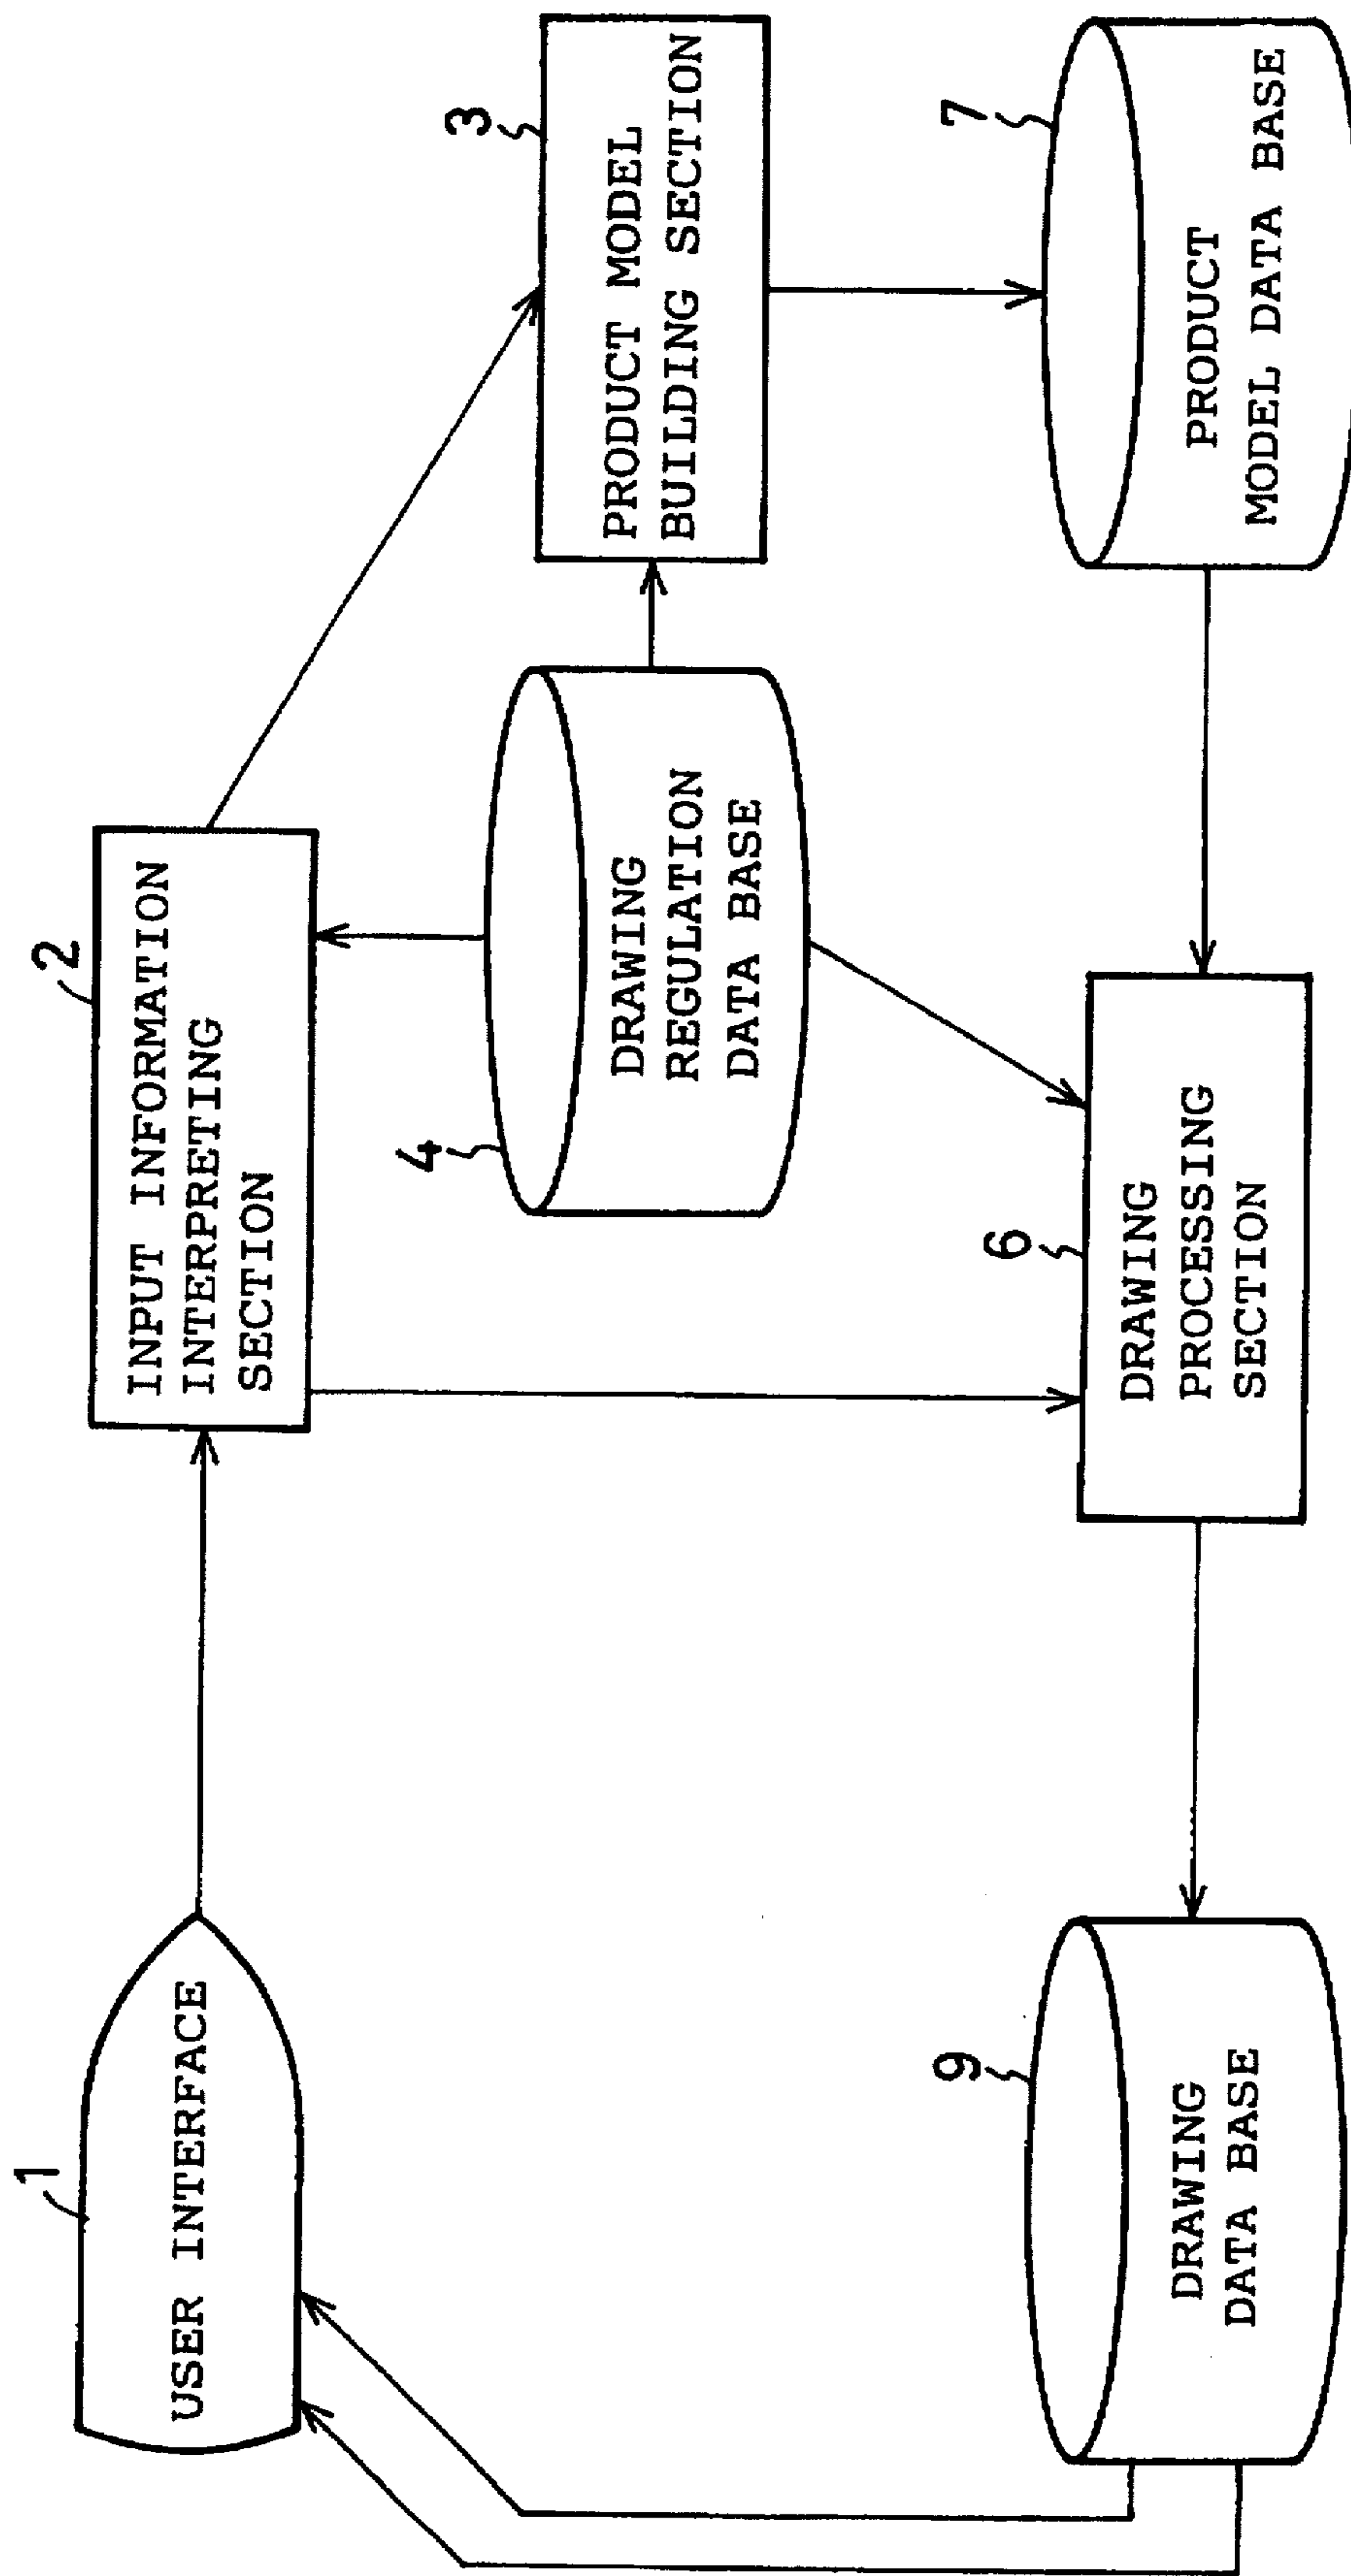 1
USER INTERFACE
2
INPUT INFORMATION
INTERPRETING
SECTION
3
PRODUCT MODEL
BUILDING SECTION
4
DRAWING
REGULATION
DATA BASE
6
DRAWING
PROCESSING
SECTION
7
PRODUCT
MODEL DATA BASE
9
DRAWING
DATA BASE